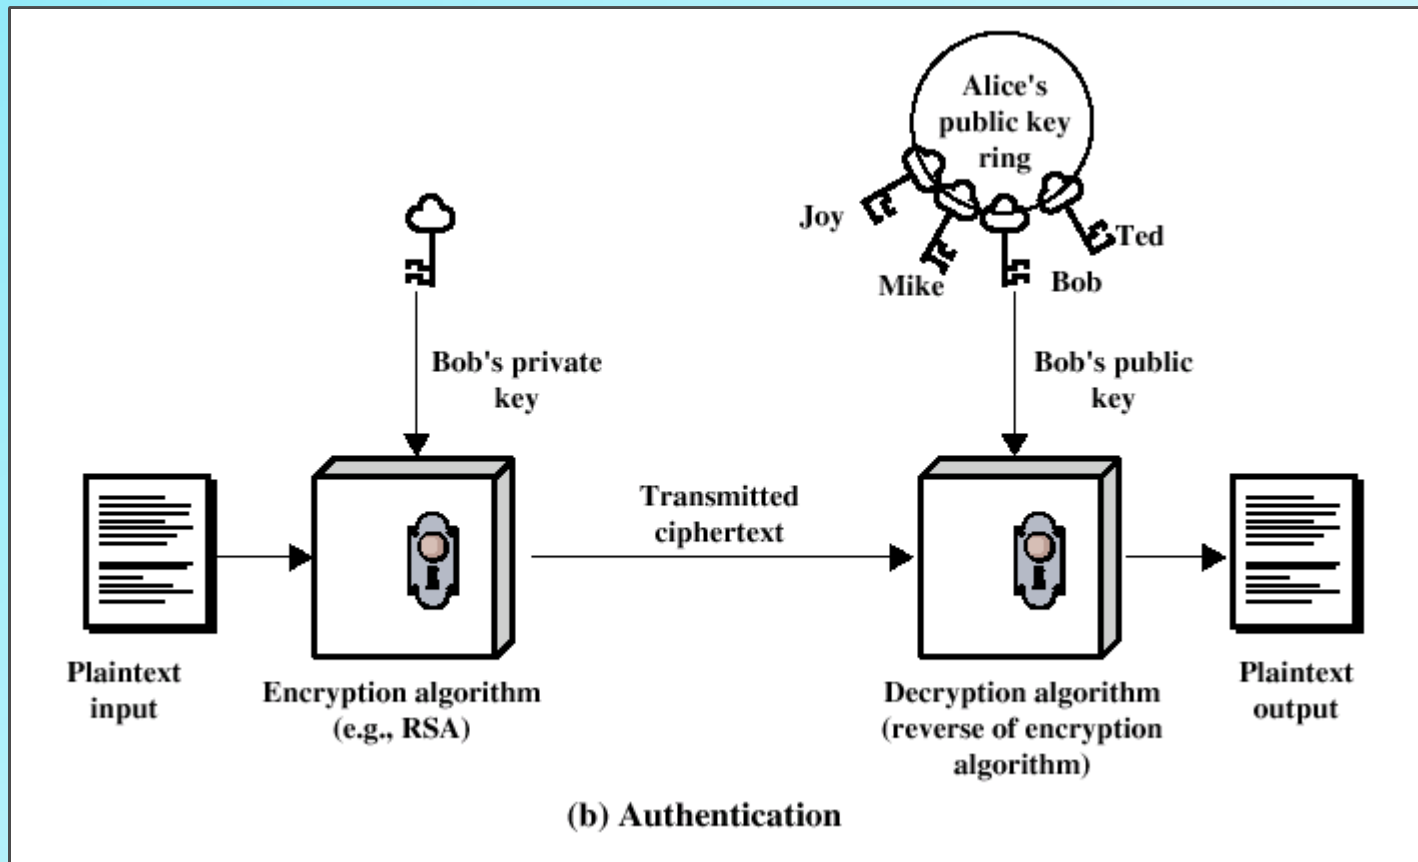 Alice's
public key
ring
Joy
Ted
Mike
Bob
Bob's private
key
Bob's public
key
Transmitted
ciphertext
Plaintext
input
Encryption algorithm
(e.g., RSA)
Decryption algorithm
(reverse of encryption
algorithm)
Plaintext
output
(b) Authentication